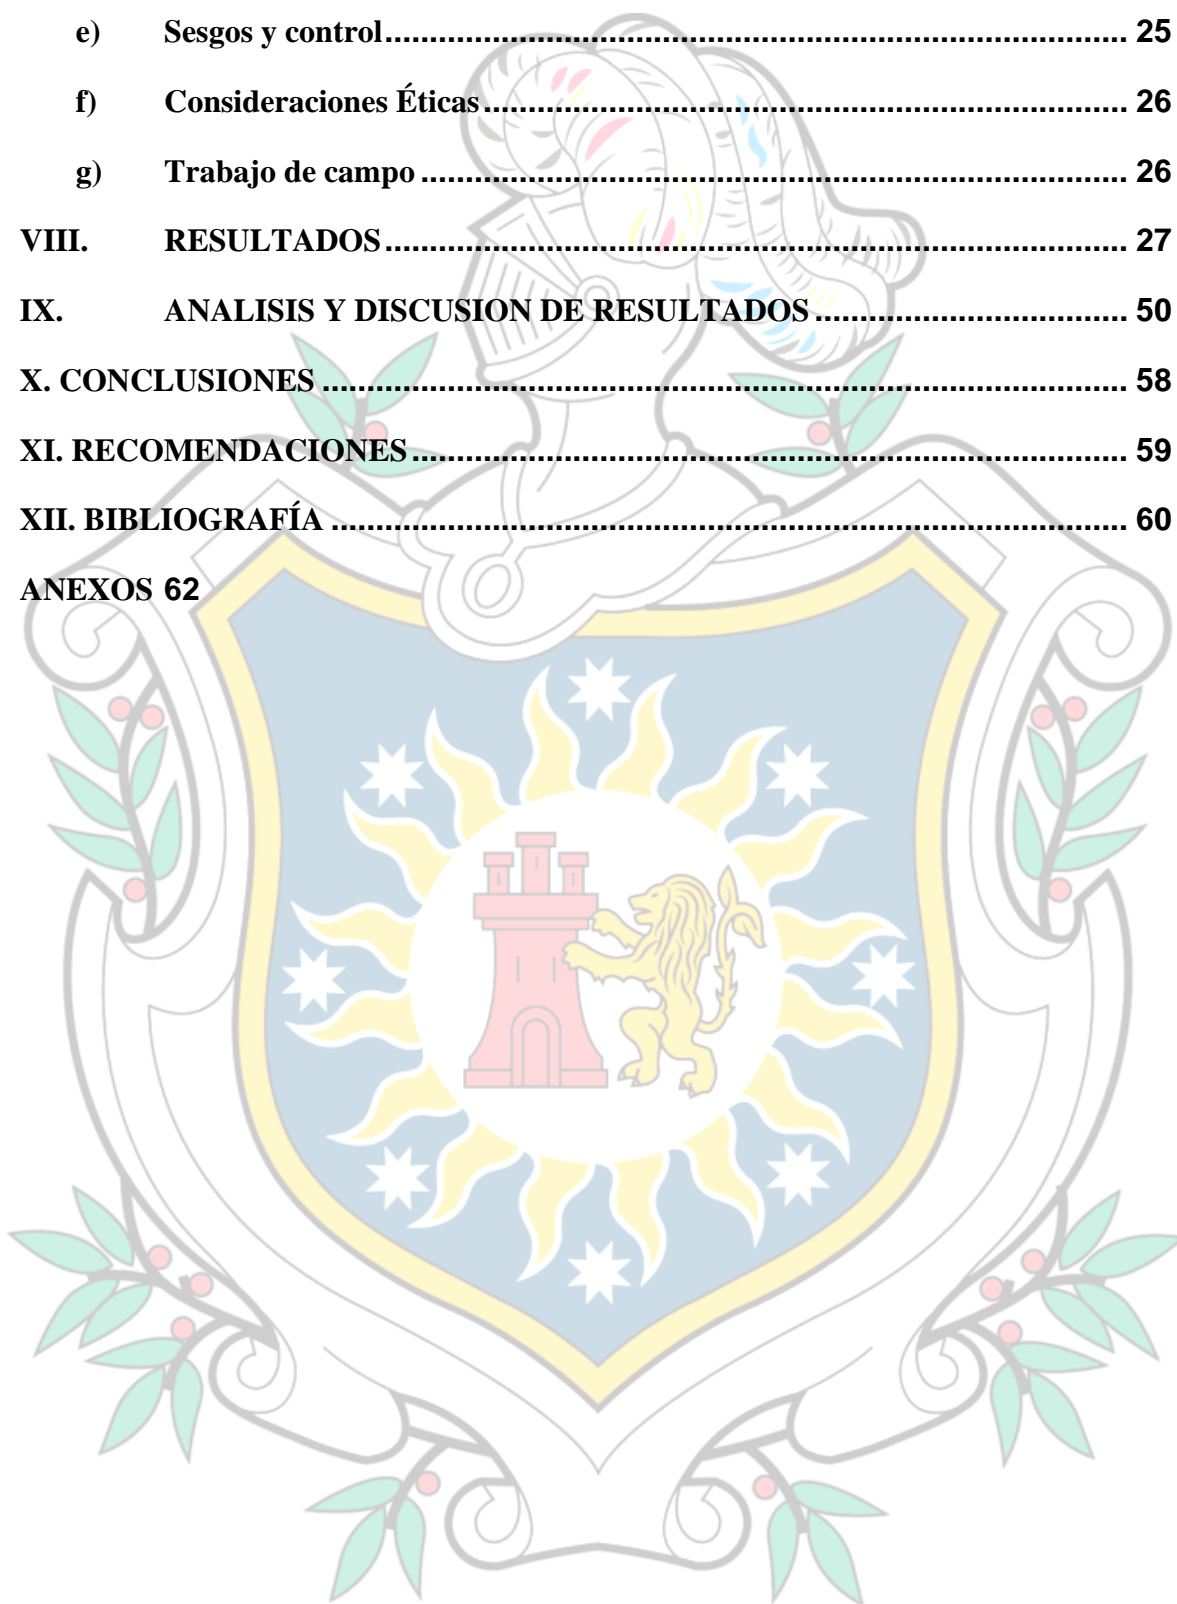 e) Sesgos y control.................................................................................. 25
f) Consideraciones Éticas....................................................................... 26
g) Trabajo de campo.............................................................................. 26
VIII. RESULTADOS.................................................................................. 27
IX. ANALISIS Y DISCUSION DE RESULTADOS................................... 50
X. CONCLUSIONES......................................................................................... 58
XI. RECOMENDACIONES............................................................................... 59
XII. BIBLIOGRAFÍA........................................................................................ 60
ANEXOS 62